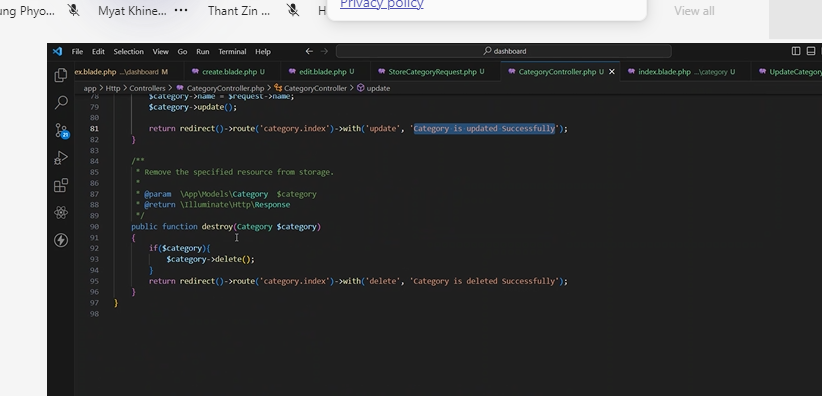 ung Phyo...
Myat Khine...
Thant Zin ...
H
Privacy policy
View all
File Edit Selection View Go Run Terminal Help
dashboard
ex.blade.php ...\dashboard M
create.blade.php U
edit.blade.php U
StoreCategoryRequest.php U
CategoryController.php U
index.blade.php ...\category U
UpdateCategory
app > Http > Controllers > CategoryController.php > CategoryController > update
78 $category->name = $request->name;
79 $category->update();
80
81 return redirect()->route('category.index')->with('update', 'Category is updated Successfully');
82 }
83
84 /**
85 * Remove the specified resource from storage.
86 *
87 * @param \App\Models\Category $category
88 * @return \Illuminate\Http\Response
89 */
90 public function destroy(Category $category)
91 {
92 if($category){
93 $category->delete();
94 }
95 return redirect()->route('category.index')->with('delete', 'Category is deleted Successfully');
96 }
97 }
98